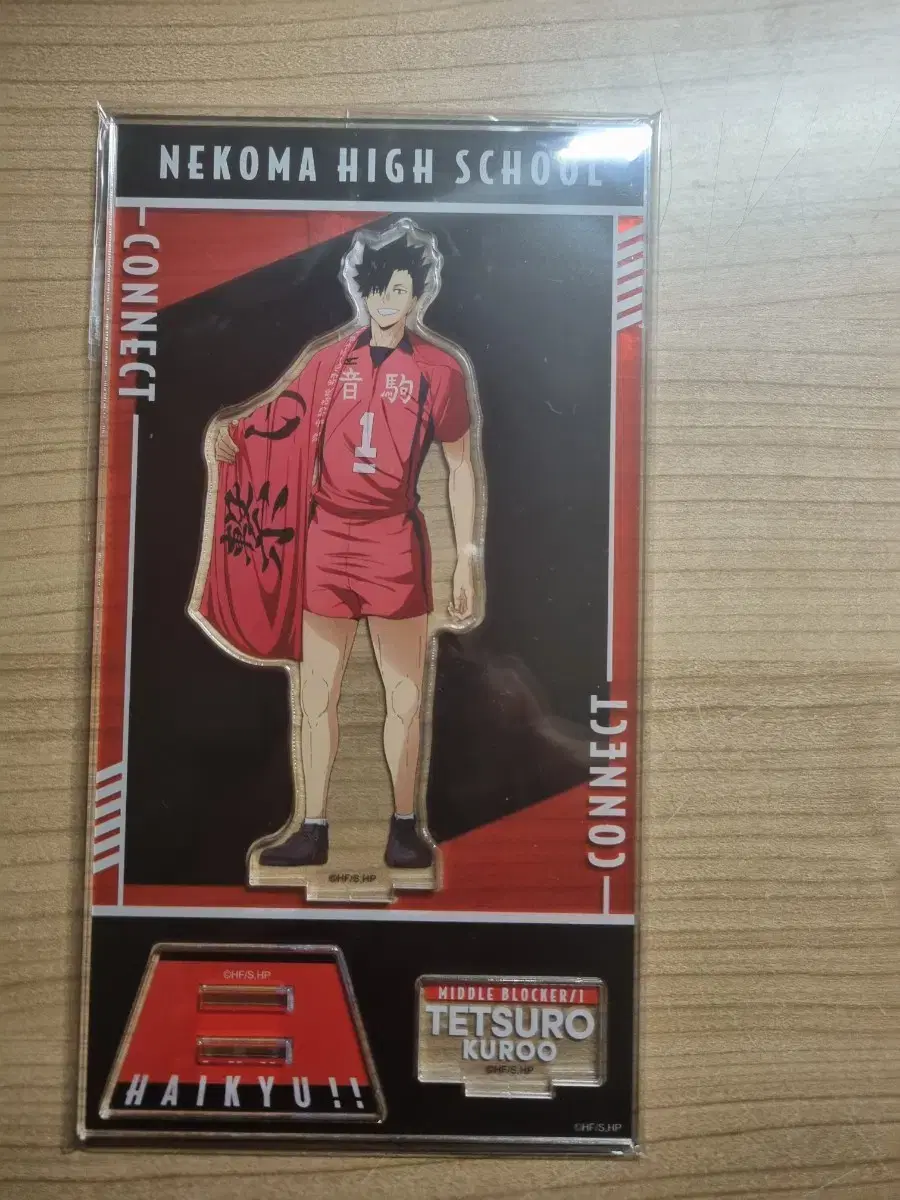 NEKOMA HIGH SCHOOL
CONNECT
音駒
1
CONNECT
©HF/S,HP
©HF/S,HP
HAIKYU!!
MIDDLE BLOCKER/1
TETSURO
KUROO
©HF/S,HP
©HF/S,HP